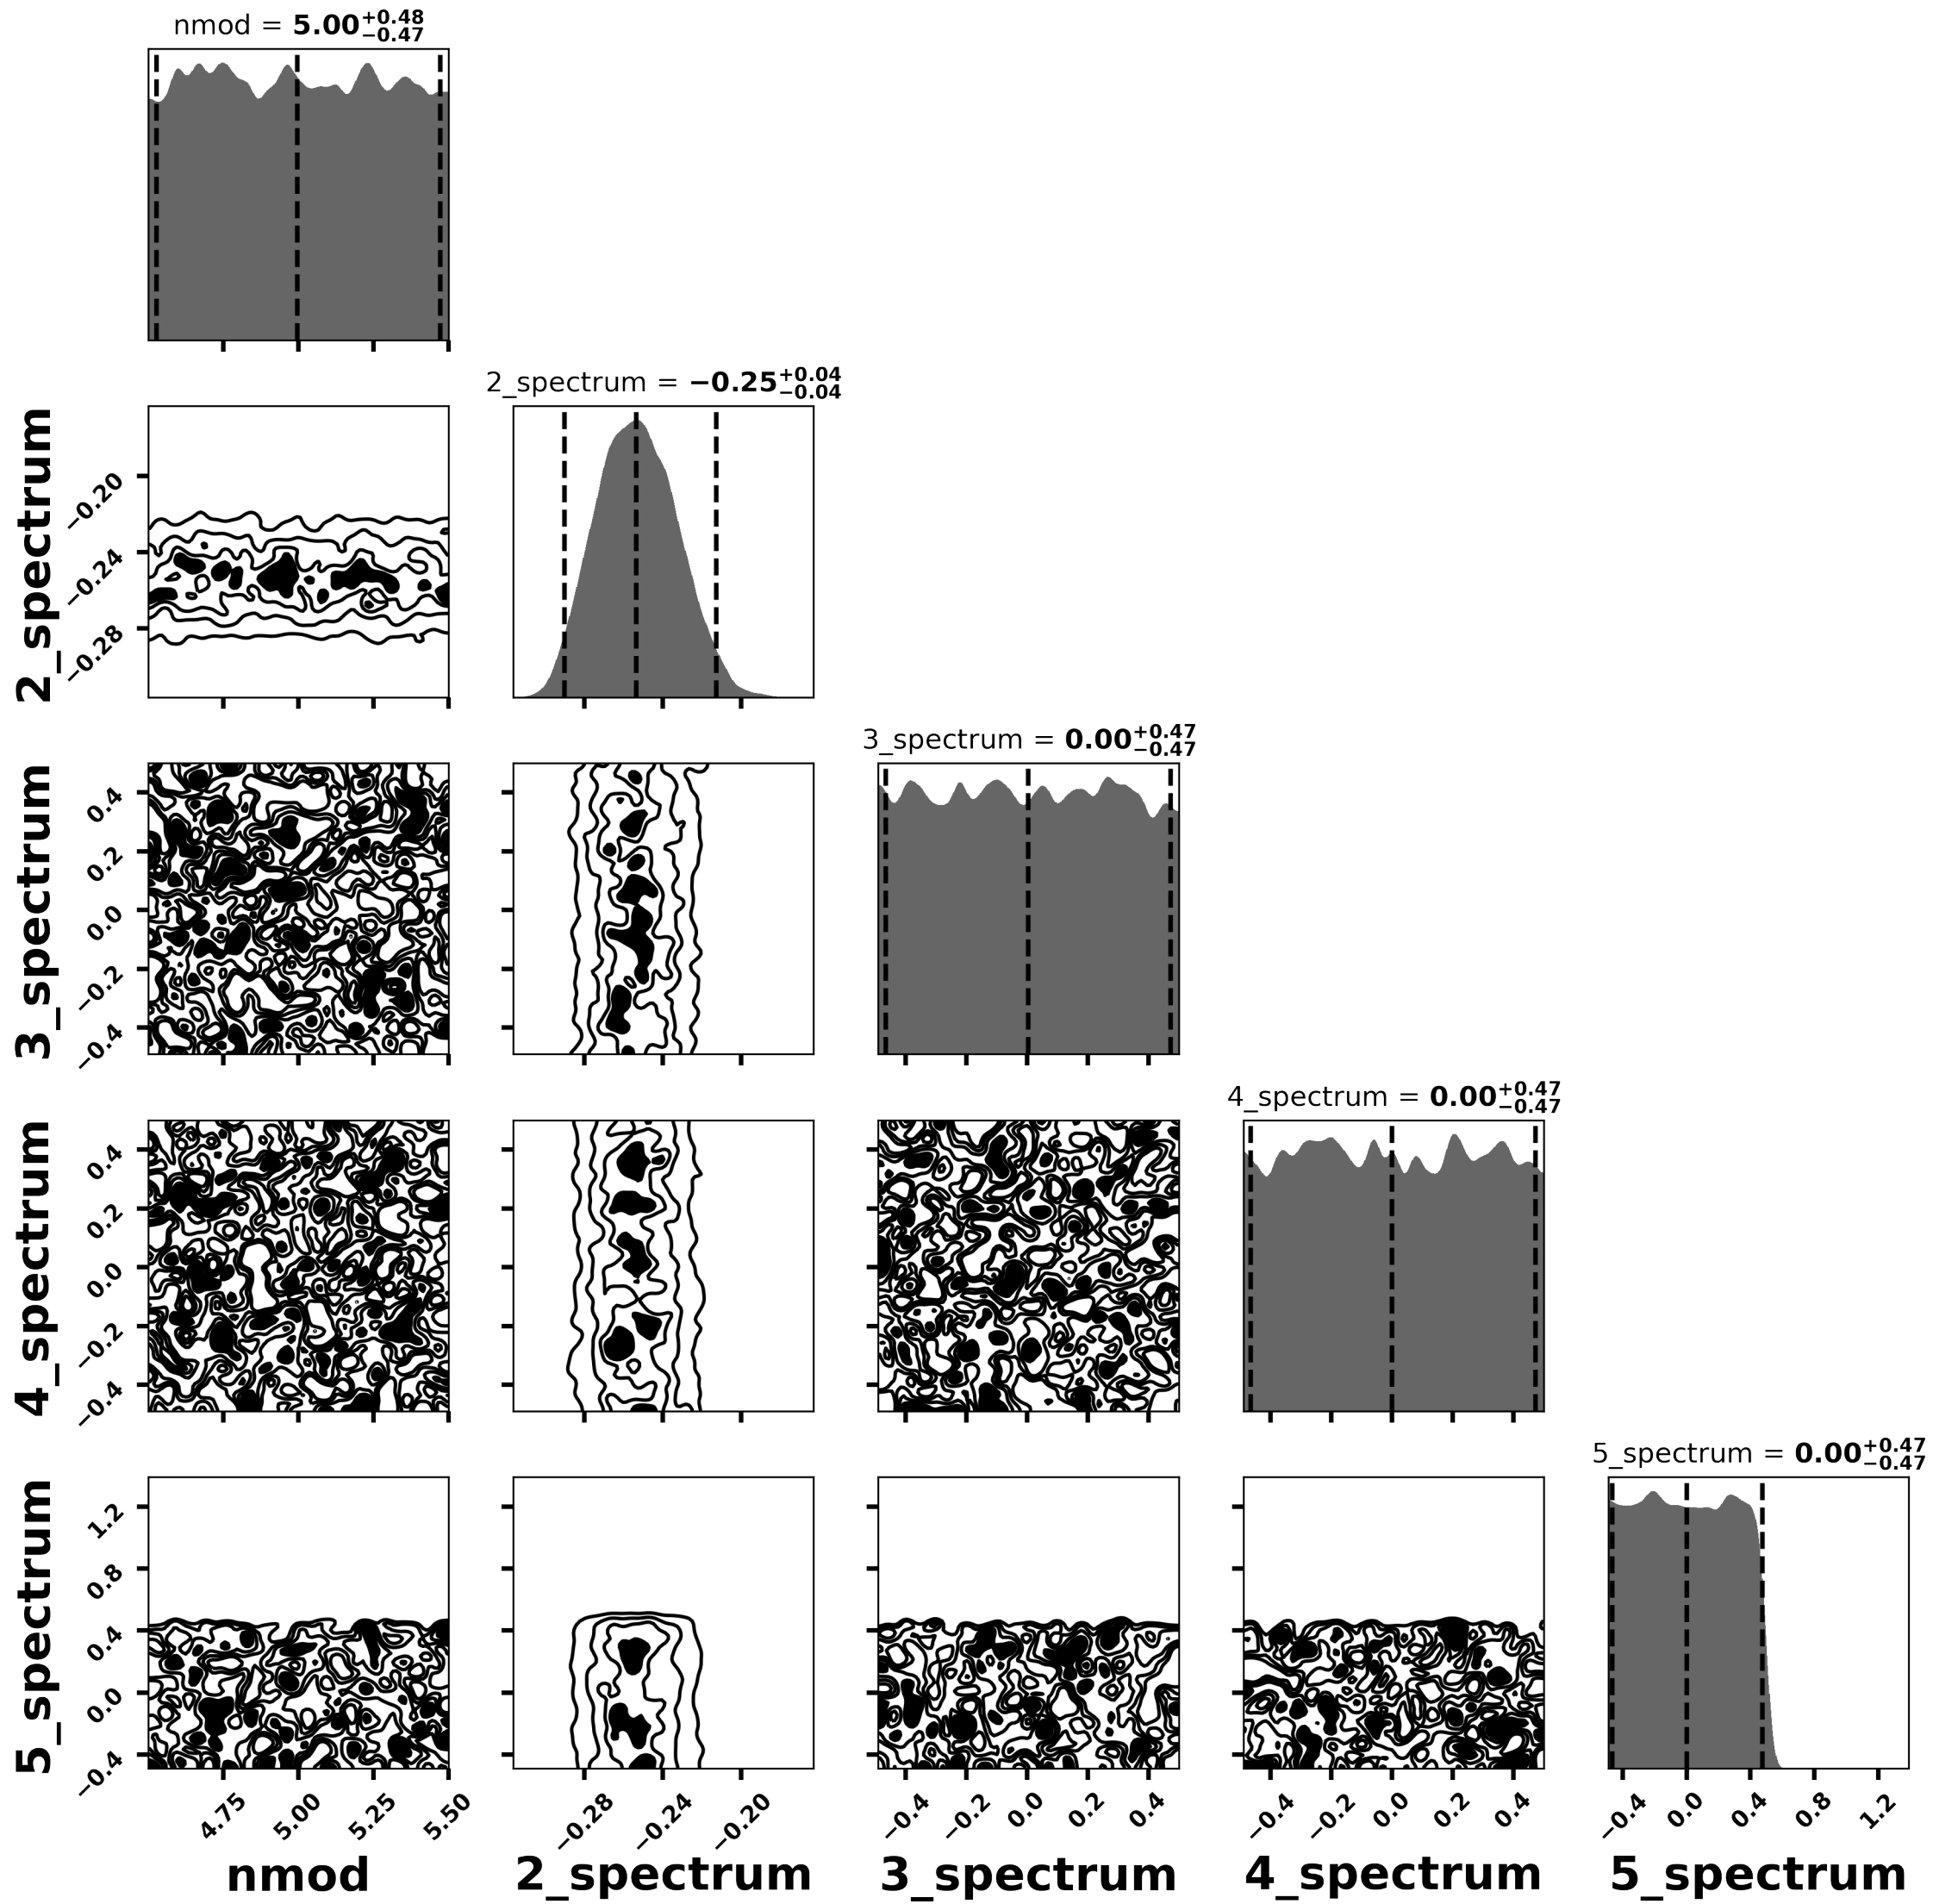 nmod = 5.00+0.48−0.47
2_spectrum = −0.25+0.04−0.04
2_spectrum
−0.20
−0.24
−0.28
3_spectrum = 0.00+0.47−0.47
3_spectrum
0.4
0.2
0.0
−0.2
−0.4
4_spectrum = 0.00+0.47−0.47
4_spectrum
0.4
0.2
0.0
−0.2
−0.4
5_spectrum = 0.00+0.47−0.47
5_spectrum
1.2
0.8
0.4
0.0
−0.4
4.75 5.00 5.25 5.50 −0.28 −0.24 −0.20 −0.4 −0.2 0.0 0.2 0.4 −0.4 −0.2 0.0 0.2 0.4 −0.4 0.0 0.4 0.8 1.2
nmod 2_spectrum 3_spectrum 4_spectrum 5_spectrum